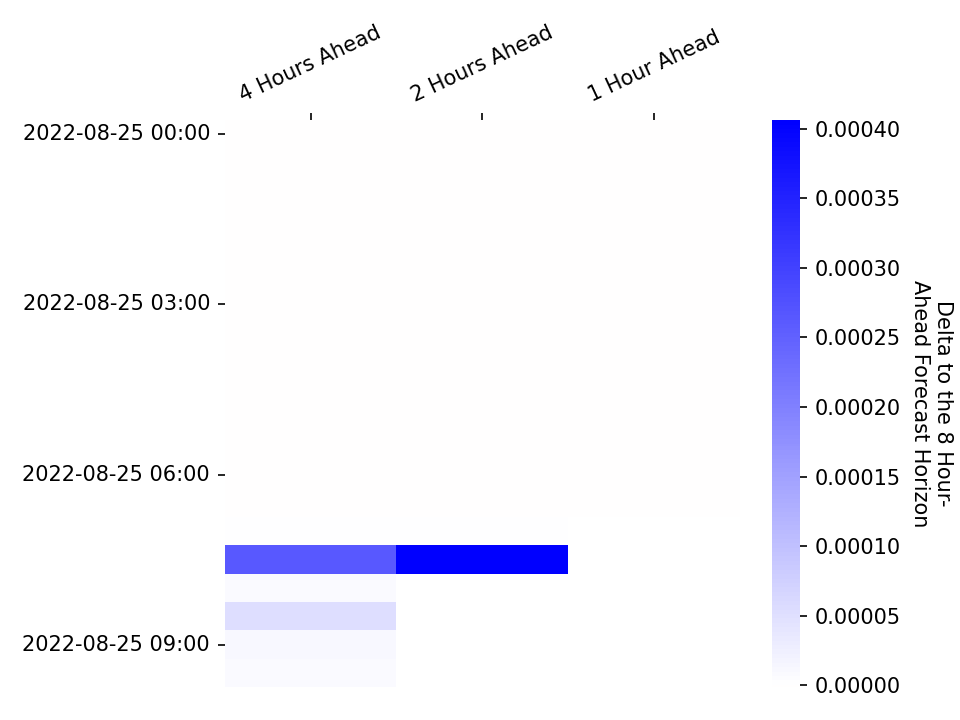 4 Hours Ahead
2 Hours Ahead
1 Hour Ahead
2022-08-25 00:00
2022-08-25 03:00
2022-08-25 06:00
2022-08-25 09:00
0.00040
0.00035
0.00030
0.00025
0.00020
0.00015
0.00010
0.00005
0.00000
Delta to the 8 Hour-
Ahead Forecast Horizon